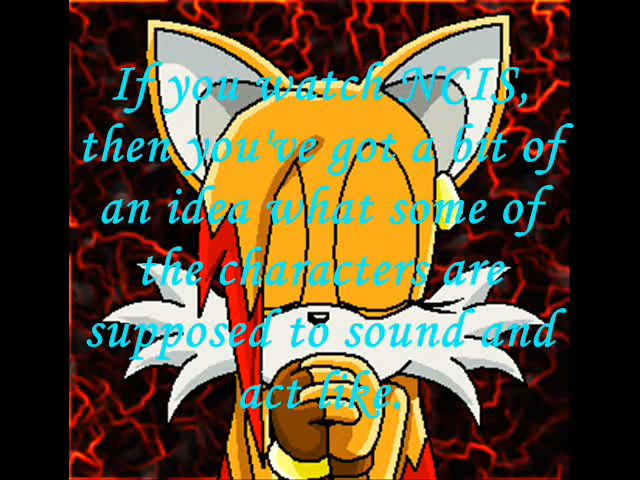 If you watch NCIS,
then you've got a bit of
an idea what some of
the characters are
supposed to sound and
act like.